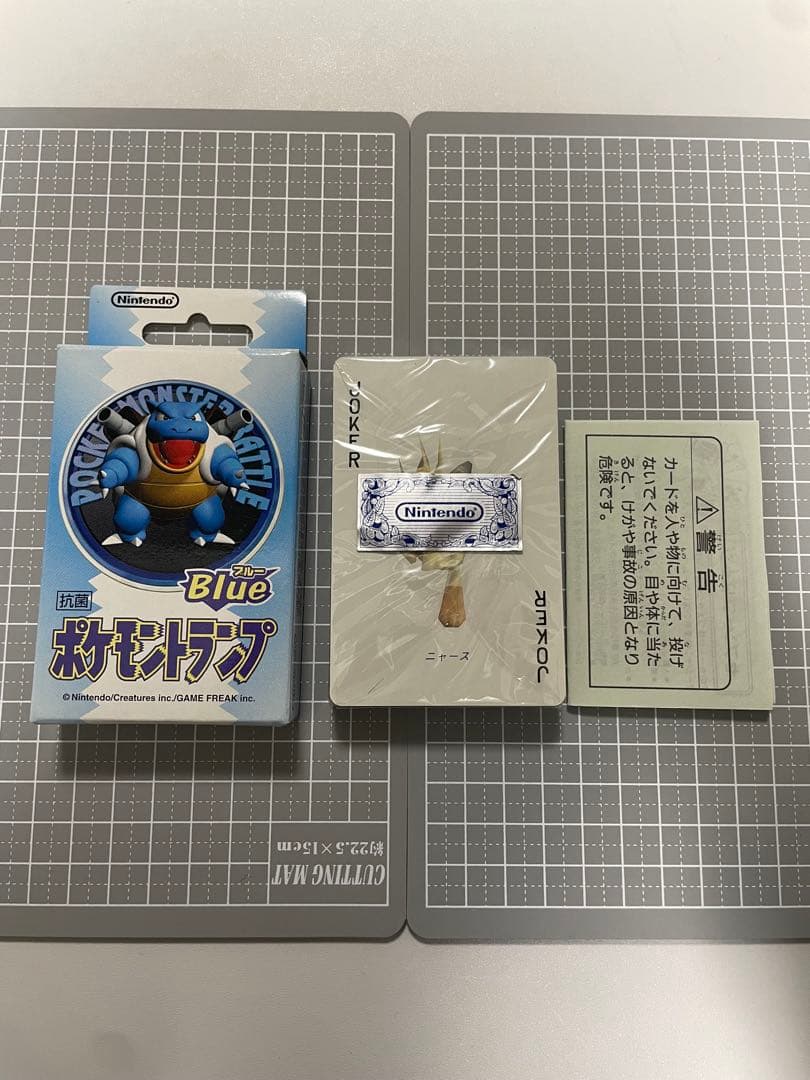 Nintendo
POCKET MONSTER BATTLE
ブルー
Blue
抗菌
ポケモントランプ
©Nintendo/Creatures inc./GAME FREAK inc.
JOKER
Nintendo
ニャース
JOKER
警告
けい こく
カードを人や物に向けて、投げ
ないでください。目や体に当た
ると、けがや事故の原因となり
危険です。
約22.5×15cm
CUTTING MAT